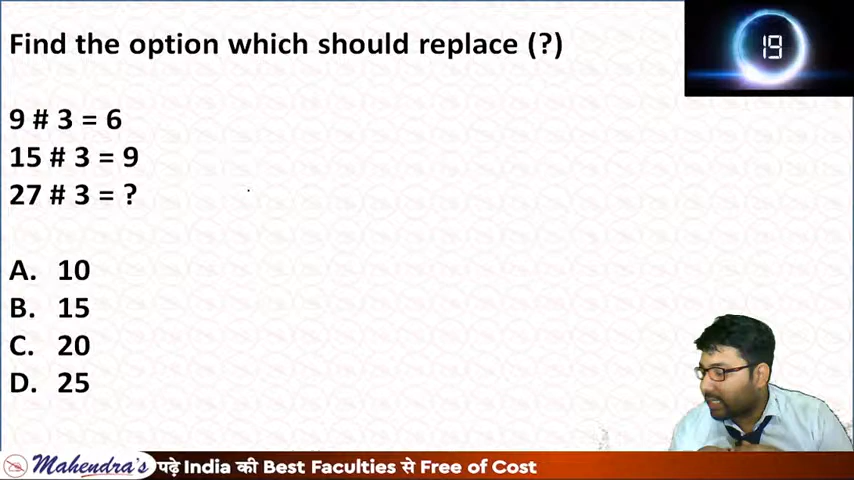 Find the option which should replace (?)
19
9 # 3 = 6
15 # 3 = 9
27 # 3 = ?
A. 10
B. 15
C. 20
D. 25
Mahendra's पढ़े India की Best Faculties से Free of Cost